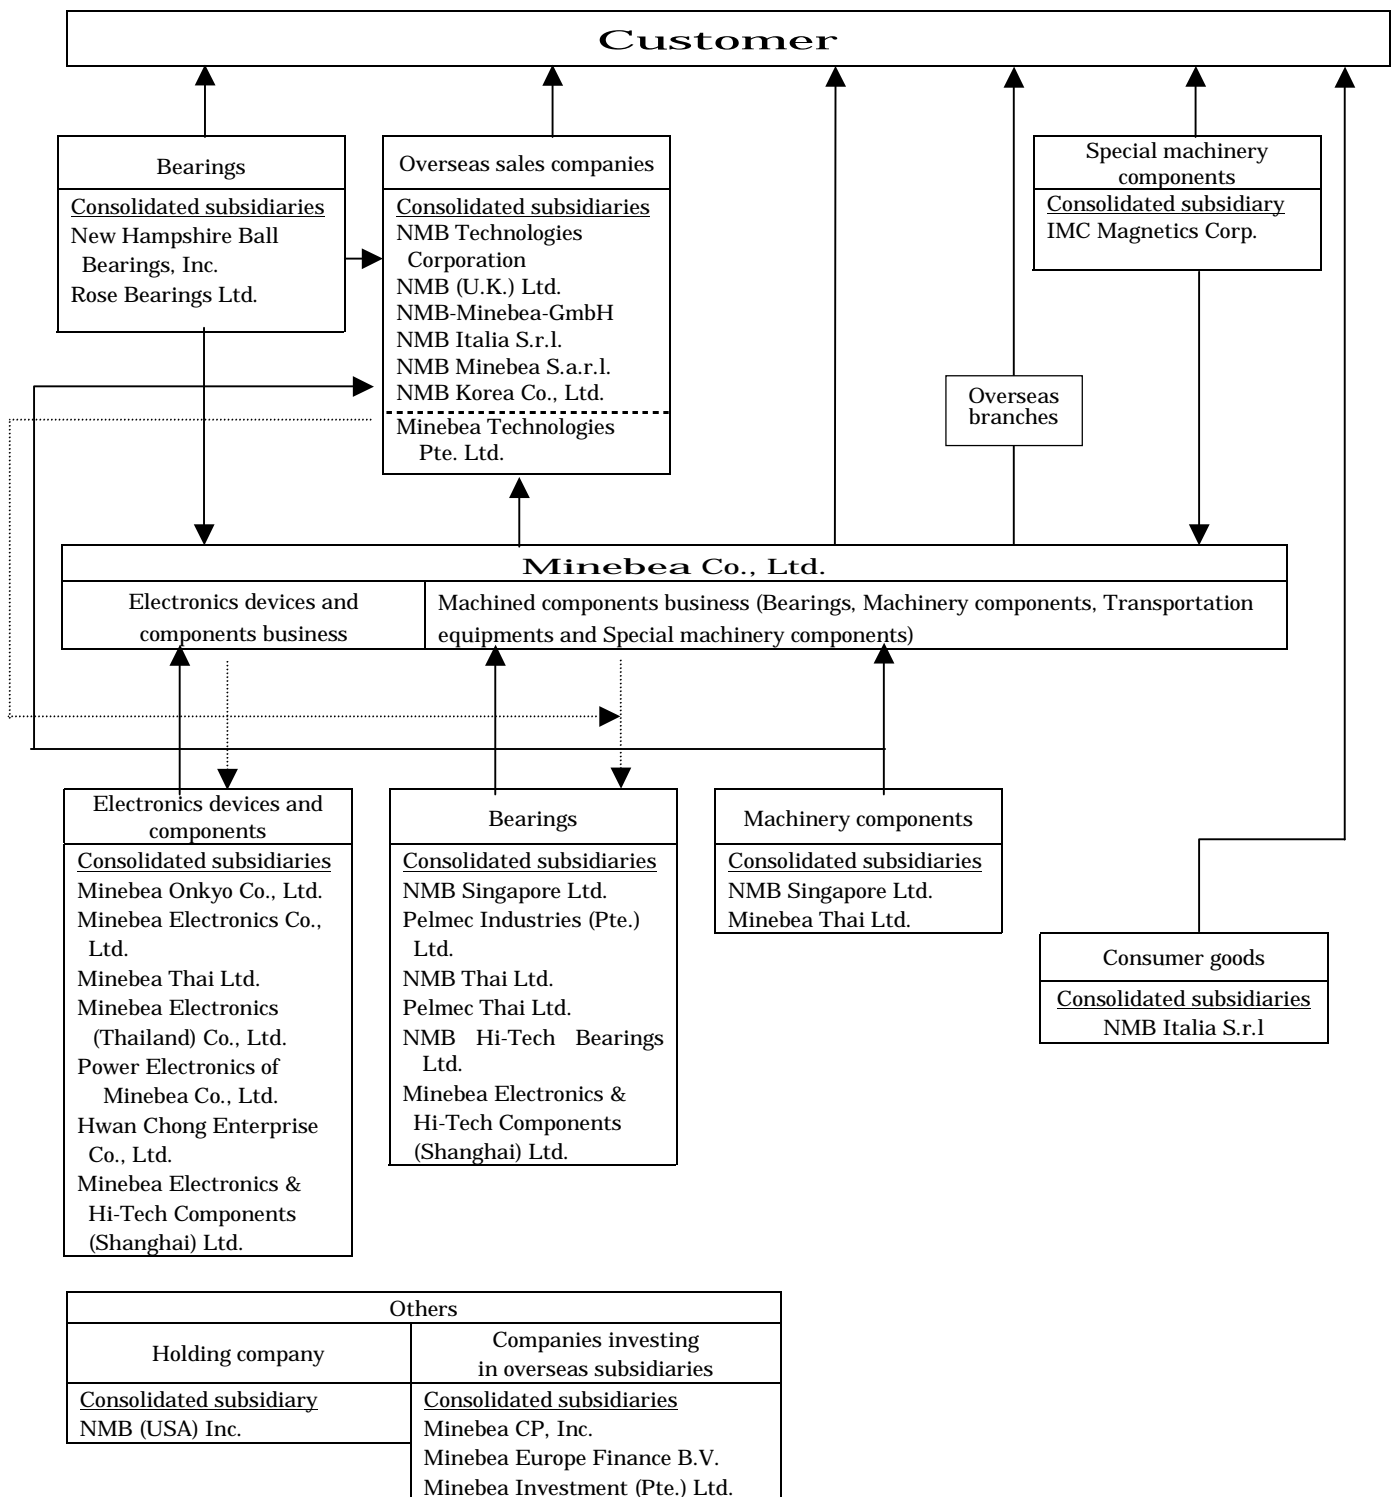 Customer
Bearings
Consolidated subsidiaries
New Hampshire Ball
Bearings, Inc.
Rose Bearings Ltd.
Overseas sales companies
Consolidated subsidiaries
NMB Technologies
Corporation
NMB (U.K.) Ltd.
NMB-Minebea-GmbH
NMB Italia S.r.l.
NMB Minebea S.a.r.l.
NMB Korea Co., Ltd.
Minebea Technologies
Pte. Ltd.
Special machinery
components
Consolidated subsidiary
IMC Magnetics Corp.
Overseas
branches
Minebea Co., Ltd.
Electronics devices and
components business
Machined components business (Bearings, Machinery components, Transportation
equipments and Special machinery components)
Electronics devices and
components
Consolidated subsidiaries
Minebea Onkyo Co., Ltd.
Minebea Electronics Co.,
Ltd.
Minebea Thai Ltd.
Minebea Electronics
(Thailand) Co., Ltd.
Power Electronics of
Minebea Co., Ltd.
Hwan Chong Enterprise
Co., Ltd.
Minebea Electronics &
Hi-Tech Components
(Shanghai) Ltd.
Bearings
Consolidated subsidiaries
NMB Singapore Ltd.
Pelmec Industries (Pte.)
Ltd.
NMB Thai Ltd.
Pelmec Thai Ltd.
NMB Hi-Tech Bearings
Ltd.
Minebea Electronics &
Hi-Tech Components
(Shanghai) Ltd.
Machinery components
Consolidated subsidiaries
NMB Singapore Ltd.
Minebea Thai Ltd.
Consumer goods
Consolidated subsidiaries
NMB Italia S.r.l
Others
Holding company
Consolidated subsidiary
NMB (USA) Inc.
Companies investing
in overseas subsidiaries
Consolidated subsidiaries
Minebea CP, Inc.
Minebea Europe Finance B.V.
Minebea Investment (Pte.) Ltd.